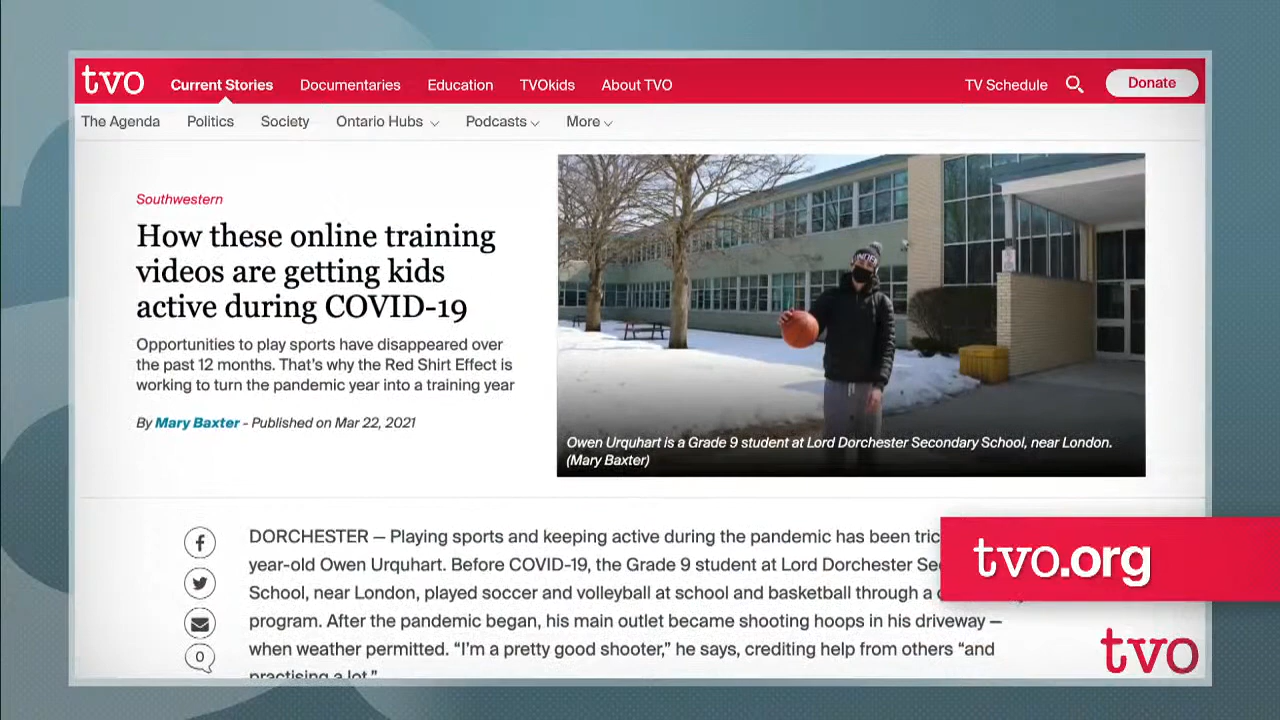 tvo
Current Stories
Documentaries
Education
TVOkids
About TVO
TV Schedule
Donate
The Agenda
Politics
Society
Ontario Hubs
Podcasts
More
Southwestern
How these online training
videos are getting kids
active during COVID-19
Opportunities to play sports have disappeared over
the past 12 months. That's why the Red Shirt Effect is
working to turn the pandemic year into a training year
By Mary Baxter - Published on Mar 22, 2021
Owen Urquhart is a Grade 9 student at Lord Dorchester Secondary School, near London.
(Mary Baxter)
DORCHESTER — Playing sports and keeping active during the pandemic has been
year-old Owen Urquhart. Before COVID-19, the Grade 9 student at Lord Dorchester
School, near London, played soccer and volleyball at school and basketball through a
program. After the pandemic began, his main outlet became shooting hoops in his driveway —
when weather permitted. “I'm a pretty good shooter,” he says, crediting help from others “and
practising a lot.”
0
tvo.org
tvo